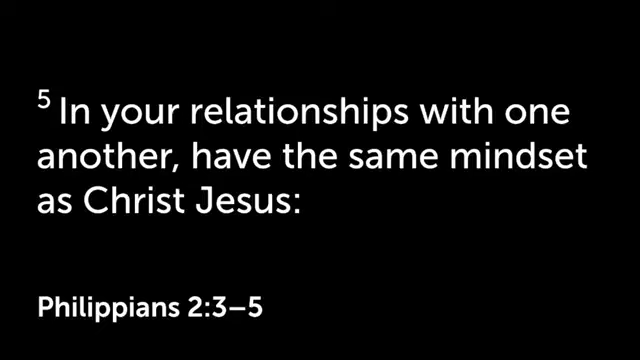 ⁵ In your relationships with one
another, have the same mindset
as Christ Jesus:
Philippians 2:3–5